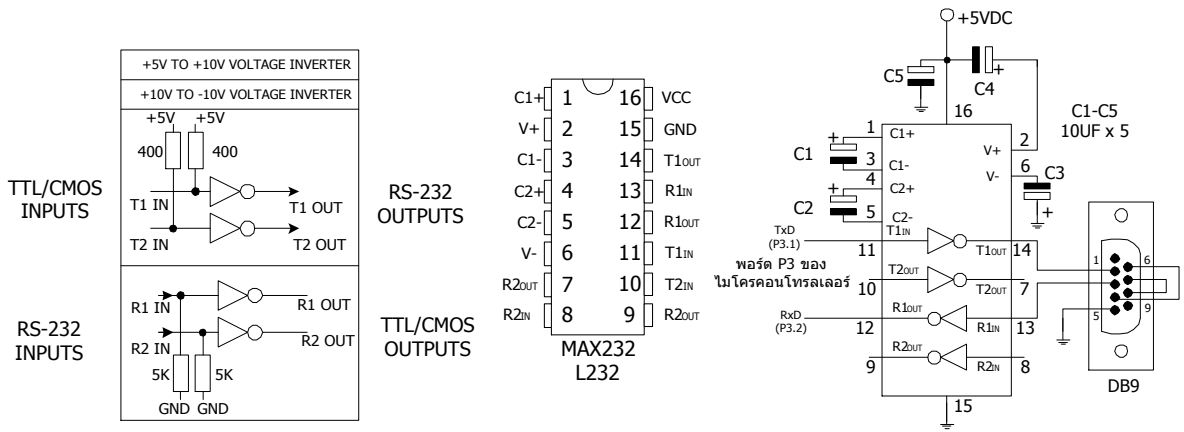 +5V TO +10V VOLTAGE INVERTER
+10V TO -10V VOLTAGE INVERTER
+5V +5V
400 400
TTL/CMOS
INPUTS
T1 IN T1 OUT
T2 IN T2 OUT
RS-232
OUTPUTS
RS-232
INPUTS
R1 IN R1 OUT
R2 IN R2 OUT
5K 5K
GND GND
TTL/CMOS
OUTPUTS
C1+ 1 16 VCC
V+ 2 15 GND
C1- 3 14 T1OUT
C2+ 4 13 R1IN
C2- 5 12 R1OUT
V- 6 11 T1IN
R2OUT 7 10 T2IN
R2IN 8 9 R2OUT
MAX232
L232
+5VDC
C5 + C4
16
C1-C5
10UF x 5
1 C1+ V+ 2
C1 +
3 C1- V- 6
4 C2+ C3
C2 +
5 C2- +
TxD
(P3.1)
11 T1IN T1OUT 14
พอร์ต P3 ของ
ไมโครคอนโทรลเลอร์
10 T2OUT T2OUT 7
RxD
(P3.2)
12 R1OUT R1IN 13
9 R2OUT R2IN 8
15
1 6
5 9
DB9